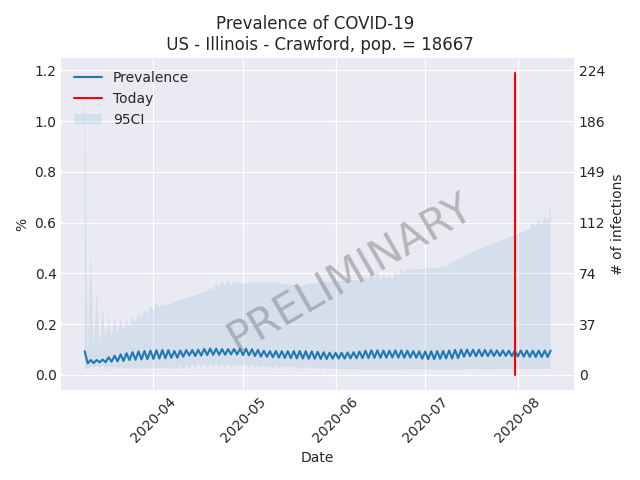 Prevalence of COVID-19
US - Illinois - Crawford, pop. = 18667
Prevalence
Today
95CI
1.2
1.0
0.8
0.6
0.4
0.2
0.0
%
224
186
149
112
74
37
0
# of infections
PRELIMINARY
2020-04
2020-05
2020-06
2020-07
2020-08
Date